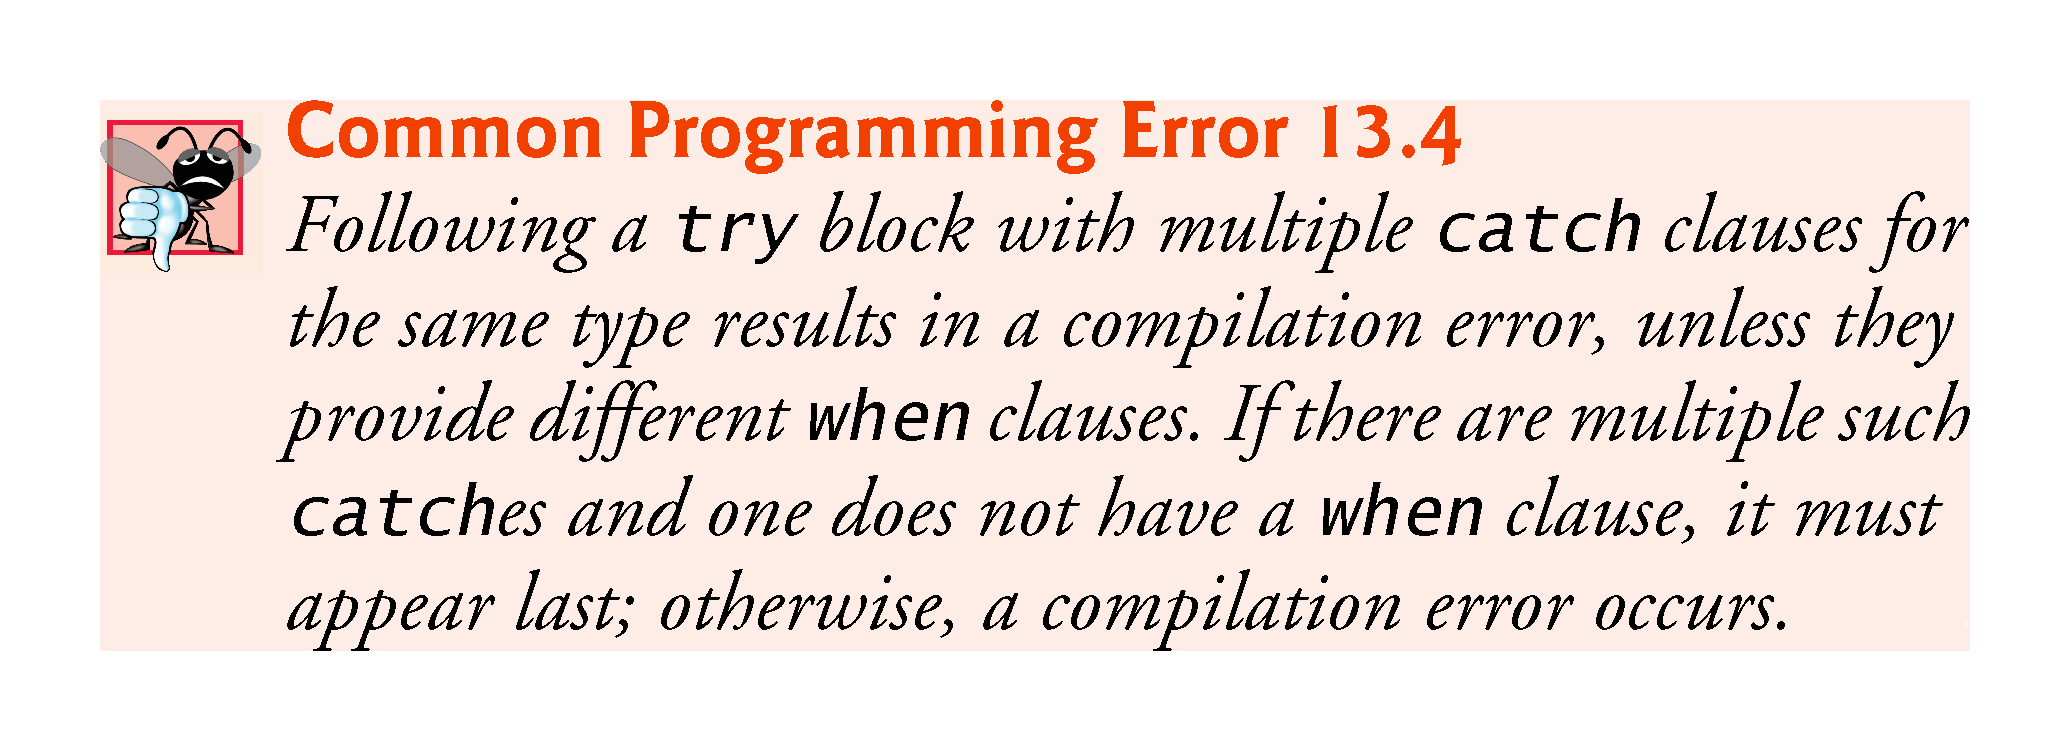 Common Programming Error 13.4
Following a try block with multiple catch clauses for
the same type results in a compilation error, unless they
provide different when clauses. If there are multiple such
catches and one does not have a when clause, it must
appear last; otherwise, a compilation error occurs.